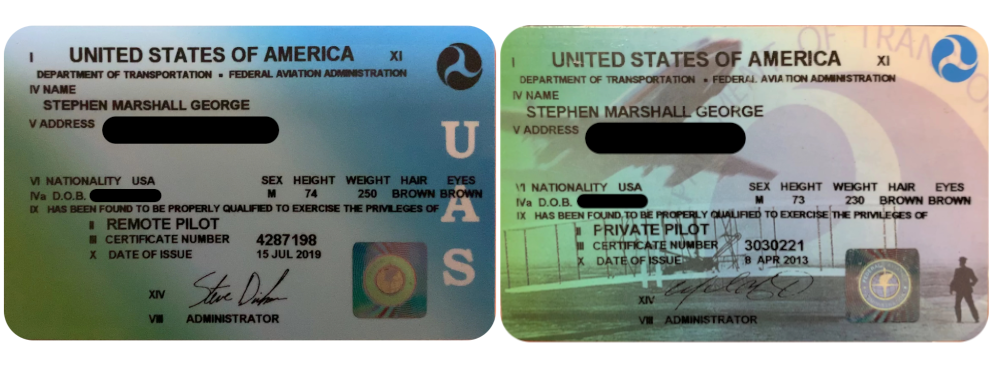 I UNITED STATES OF AMERICA XI
DEPARTMENT OF TRANSPORTATION • FEDERAL AVIATION ADMINISTRATION
IV NAME
STEPHEN MARSHALL GEORGE
V ADDRESS
UAS
VI NATIONALITY USA SEX HEIGHT WEIGHT HAIR EYES
IVa D.O.B. M 74 250 BROWN BROWN
IX HAS BEEN FOUND TO BE PROPERLY QUALIFIED TO EXERCISE THE PRIVILEGES OF
II REMOTE PILOT
III CERTIFICATE NUMBER 4287198
X DATE OF ISSUE 15 JUL 2019
XIV
VIII ADMINISTRATOR
I UNITED STATES OF AMERICA XI
DEPARTMENT OF TRANSPORTATION • FEDERAL AVIATION ADMINISTRATION
IV NAME
STEPHEN MARSHALL GEORGE
V ADDRESS
VI NATIONALITY USA SEX HEIGHT WEIGHT HAIR EYES
IVa D.O.B. M 73 230 BROWN BROWN
IX HAS BEEN FOUND TO BE PROPERLY QUALIFIED TO EXERCISE THE PRIVILEGES OF
II PRIVATE PILOT
III CERTIFICATE NUMBER 3030221
X DATE OF ISSUE 8 APR 2013
XIV
VIII ADMINISTRATOR